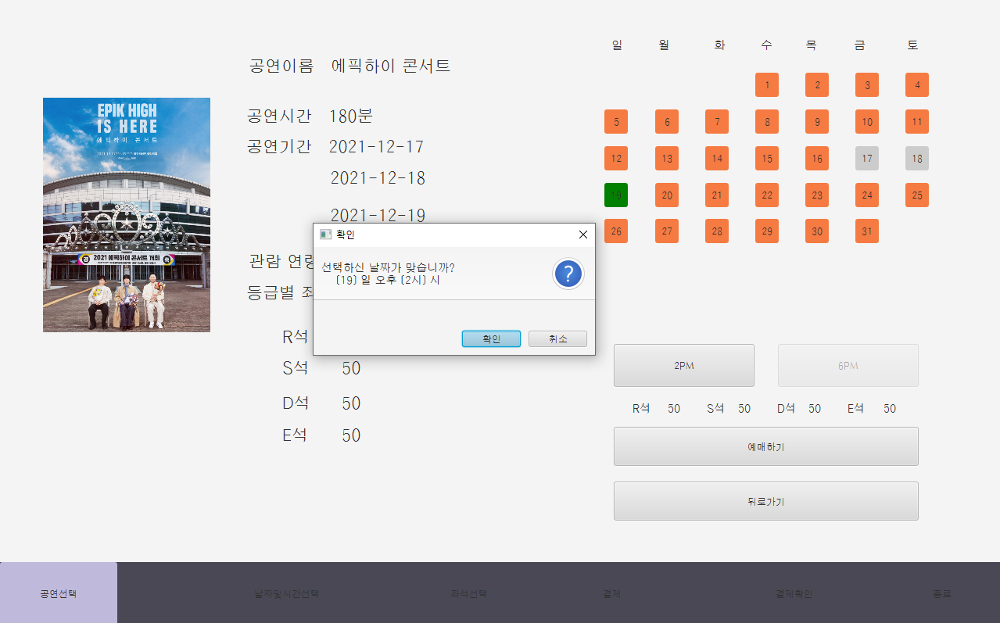 공연이름 에픽하이 콘서트
공연시간 180분
공연기간 2021-12-17
2021-12-18
2021-12-19
관람 연령
등급별 좌
R석
S석 50
D석 50
E석 50
EPIK HIGH
IS HERE
에픽하이 콘서트
2021 에픽하이 콘서트 개최
일 월 화 수 목 금 토
1 2 3 4
5 6 7 8 9 10 11
12 13 14 15 16 17 18
19 20 21 22 23 24 25
26 27 28 29 30 31
확인
선택하신 날짜가 맞습니까?
[19] 일 오후 [2시] 시
?
확인 취소
2PM 6PM
R석 50 S석 50 D석 50 E석 50
예매하기
뒤로가기
공연선택 날짜및시간선택 좌석선택 결제 결제확인 종료